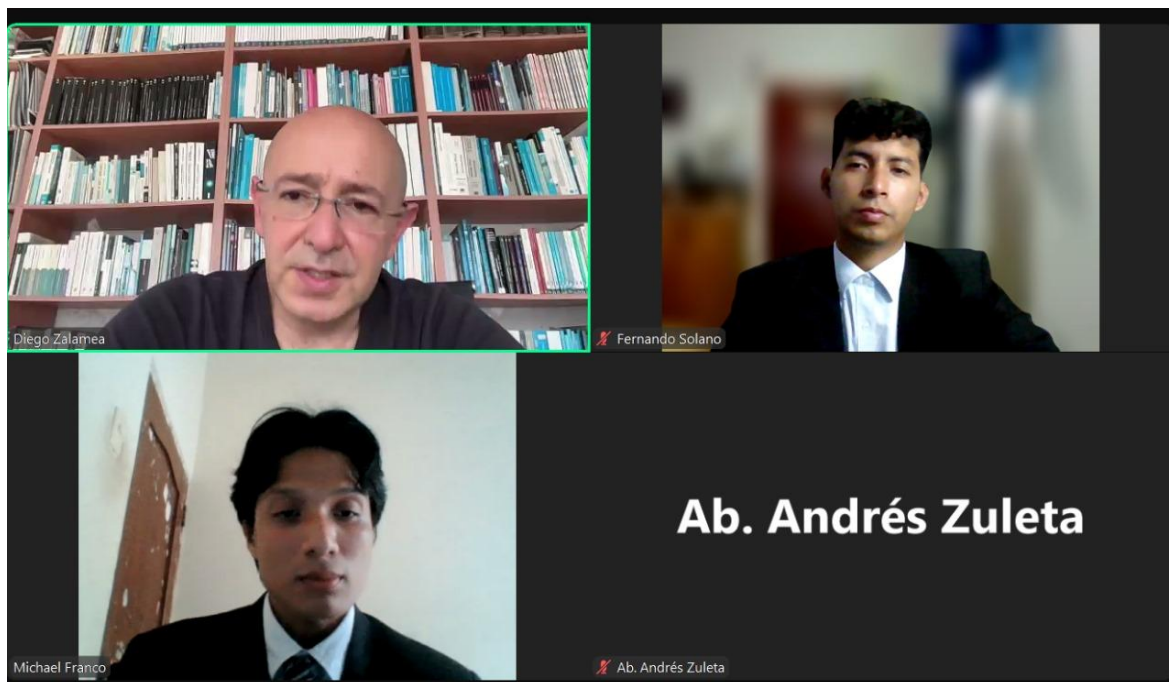 Diego Zalamea
Fernando Solano
Ab. Andrés Zuleta
Michael Franco
Ab. Andrés Zuleta